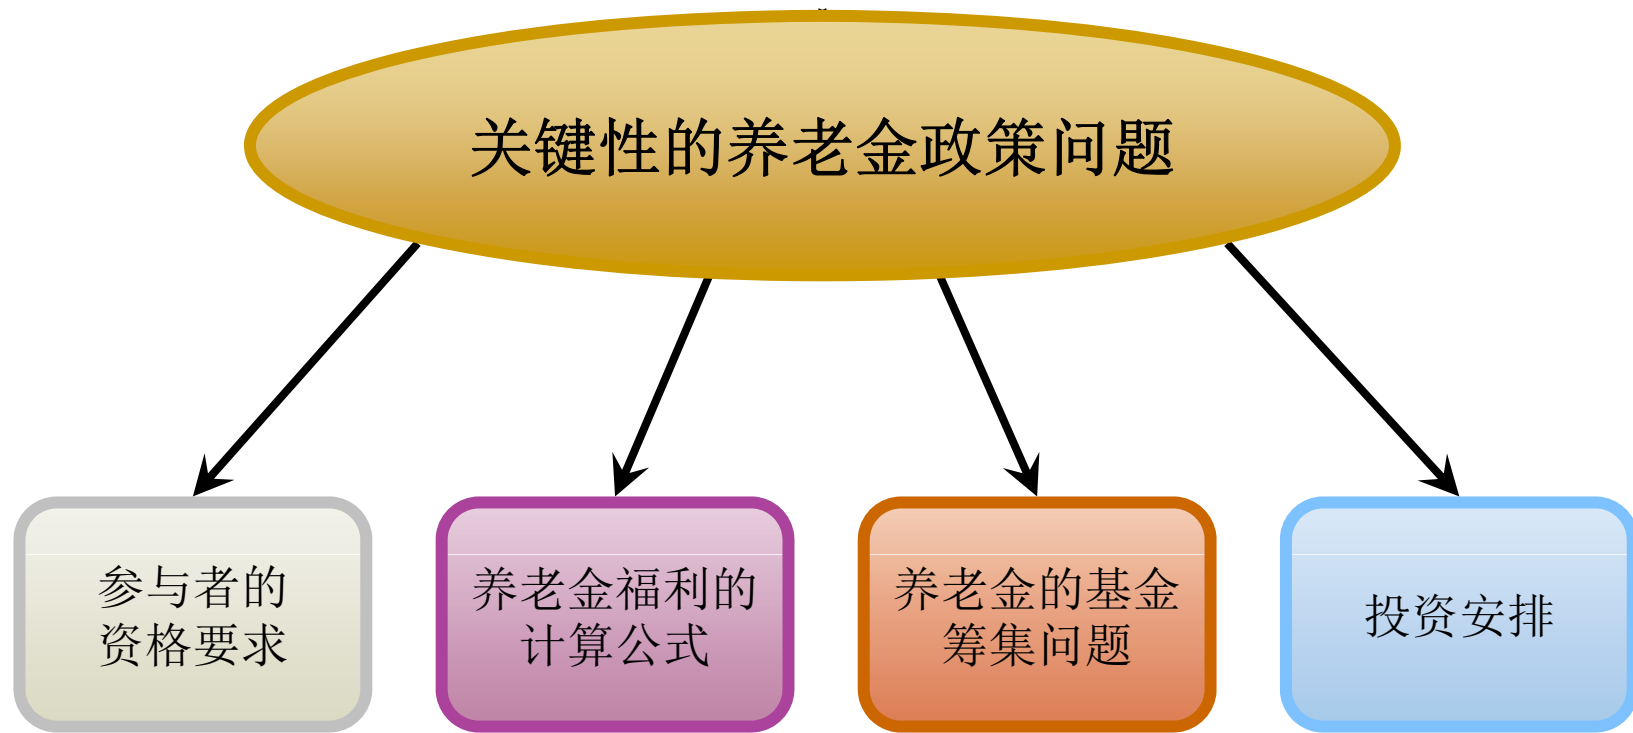 关键性的养老金政策问题
参与者的
资格要求
养老金福利的
计算公式
养老金的基金
筹集问题
投资安排